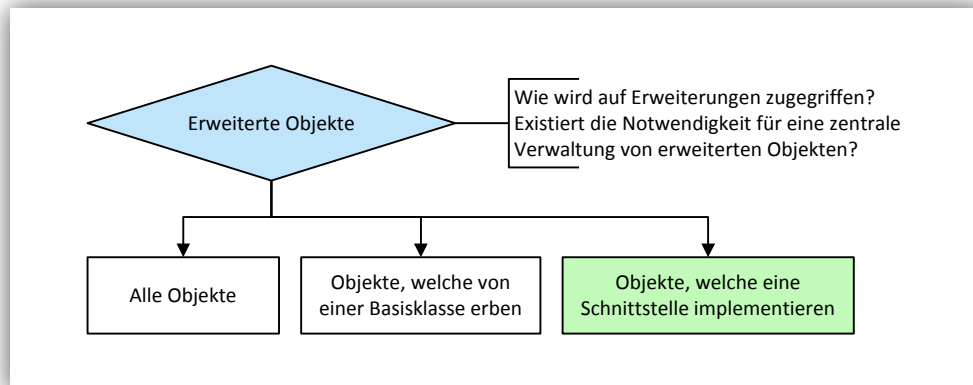 Erweiterte Objekte
Wie wird auf Erweiterungen zugegriffen?
Existiert die Notwendigkeit für eine zentrale
Verwaltung von erweiterten Objekten?
Alle Objekte
Objekte, welche von
einer Basisklasse erben
Objekte, welche eine
Schnittstelle implementieren